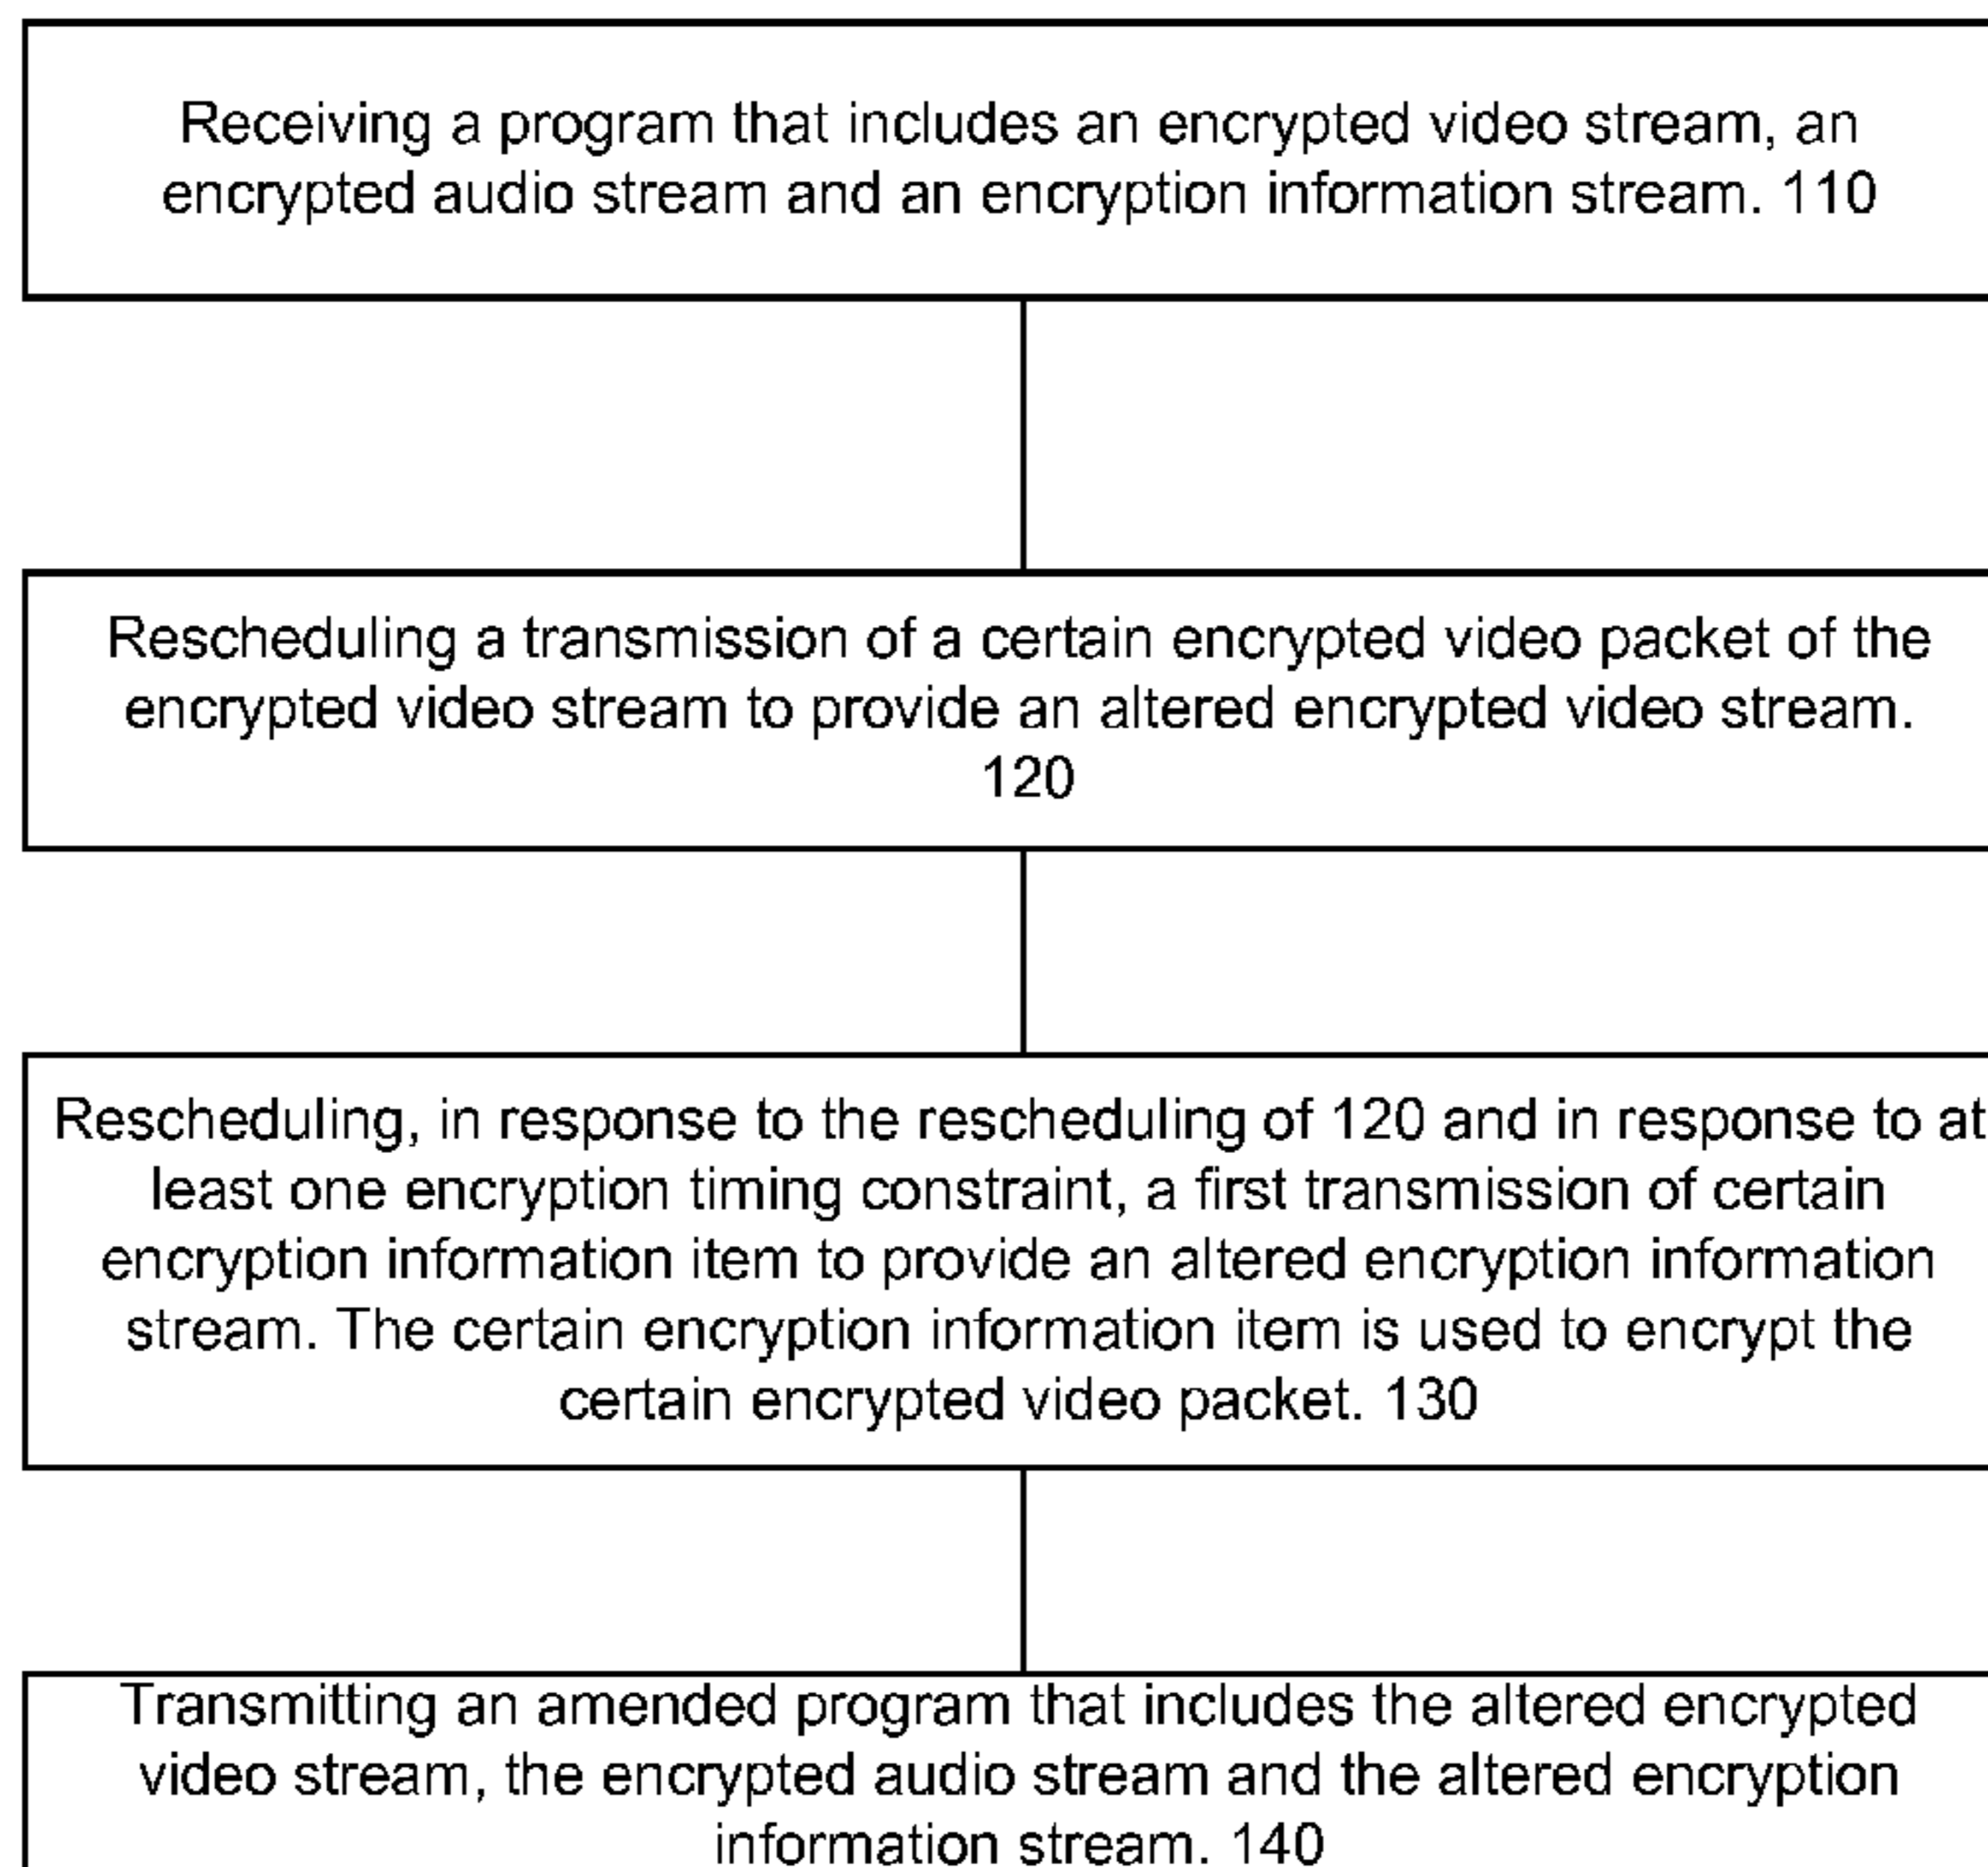 Receiving a program that includes an encrypted video stream, an
encrypted audio stream and an encryption information stream. 110
Rescheduling a transmission of a certain encrypted video packet of the
encrypted video stream to provide an altered encrypted video stream.
120
Rescheduling, in response to the rescheduling of 120 and in response to at
least one encryption timing constraint, a first transmission of certain
encryption information item to provide an altered encryption information
stream. The certain encryption information item is used to encrypt the
certain encrypted video packet. 130
Transmitting an amended program that includes the altered encrypted
video stream, the encrypted audio stream and the altered encryption
information stream. 140